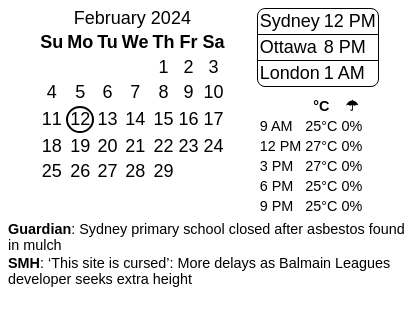 February 2024
Su Mo Tu We Th Fr Sa
1 2 3
4 5 6 7 8 9 10
11 12 13 14 15 16 17
18 19 20 21 22 23 24
25 26 27 28 29
Sydney 12 PM
Ottawa 8 PM
London 1 AM
°C ☂
9 AM 25°C 0%
12 PM 27°C 0%
3 PM 27°C 0%
6 PM 25°C 0%
9 PM 25°C 0%
Guardian: Sydney primary school closed after asbestos found
in mulch
SMH: ‘This site is cursed’: More delays as Balmain Leagues
developer seeks extra height